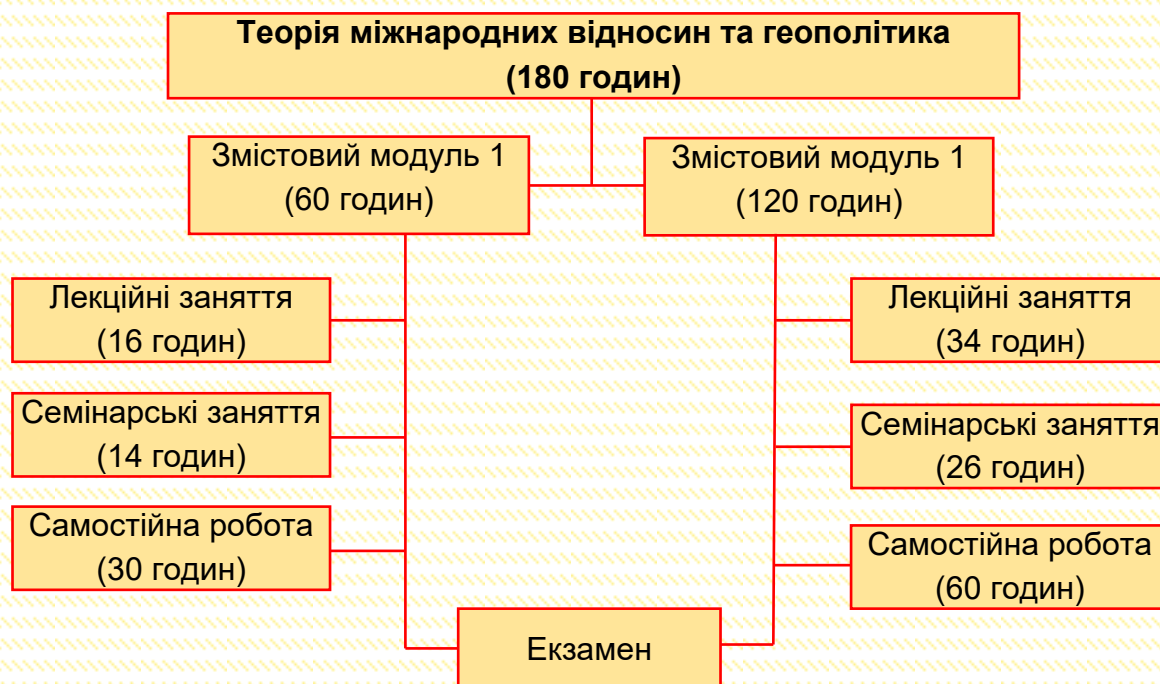 Теорія міжнародних відносин та геополітика
(180 годин)
Змістовий модуль 1
(60 годин)
Змістовий модуль 1
(120 годин)
Лекційні заняття
(16 годин)
Семінарські заняття
(14 годин)
Самостійна робота
(30 годин)
Лекційні заняття
(34 годин)
Семінарські заняття
(26 годин)
Самостійна робота
(60 годин)
Екзамен